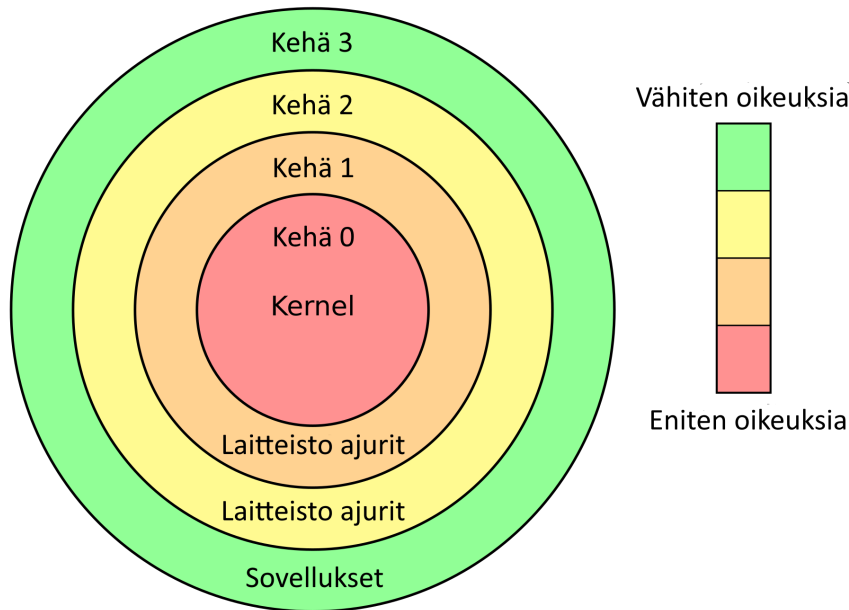 Kehä 3
Kehä 2
Kehä 1
Kehä 0
Kernel
Laitteisto ajurit
Laitteisto ajurit
Sovellukset
Vähiten oikeuksia
Eniten oikeuksia